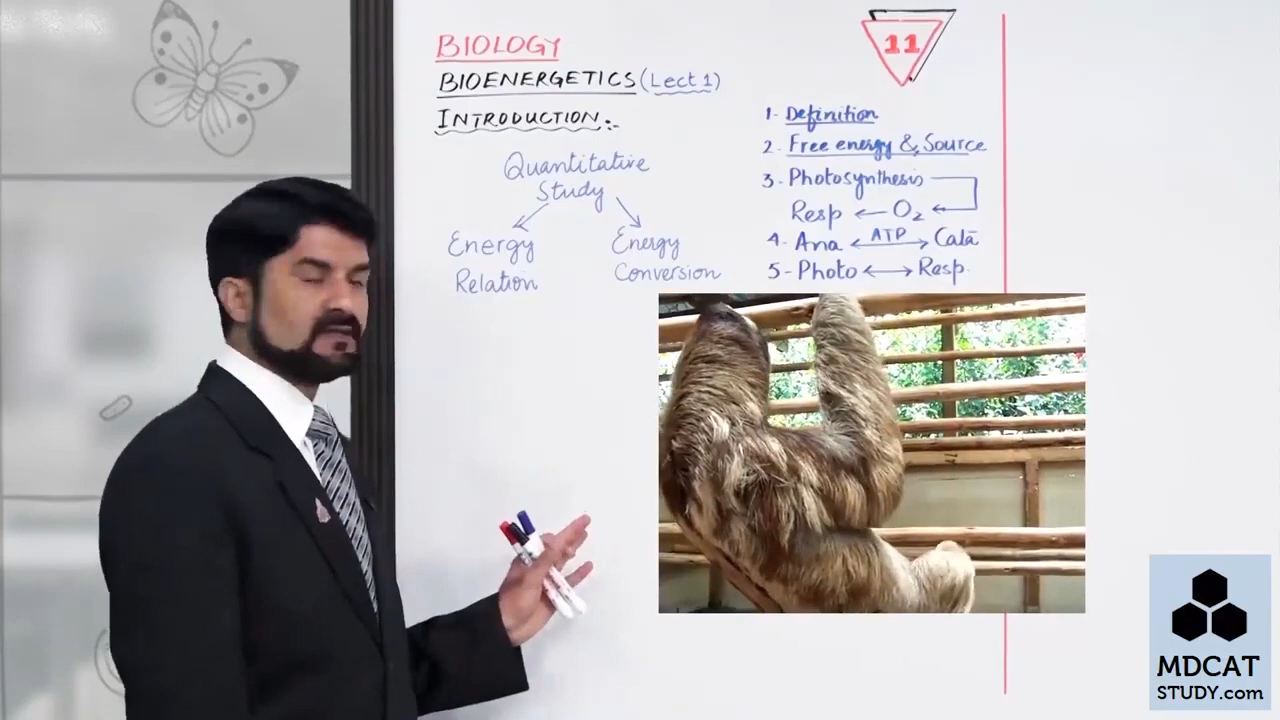 BIOLOGY
BIOENERGETICS (Lect 1)
INTRODUCTION:-
Quantitative
Study
Energy
Relation
Energy
Conversion
11
1- Definition
2. Free energy & Source
3- Photosynthesis
Resp ← O₂ ←
4- Ana ←ATP→ Cata
5- Photo ↔ Resp.
MDCAT
STUDY.com